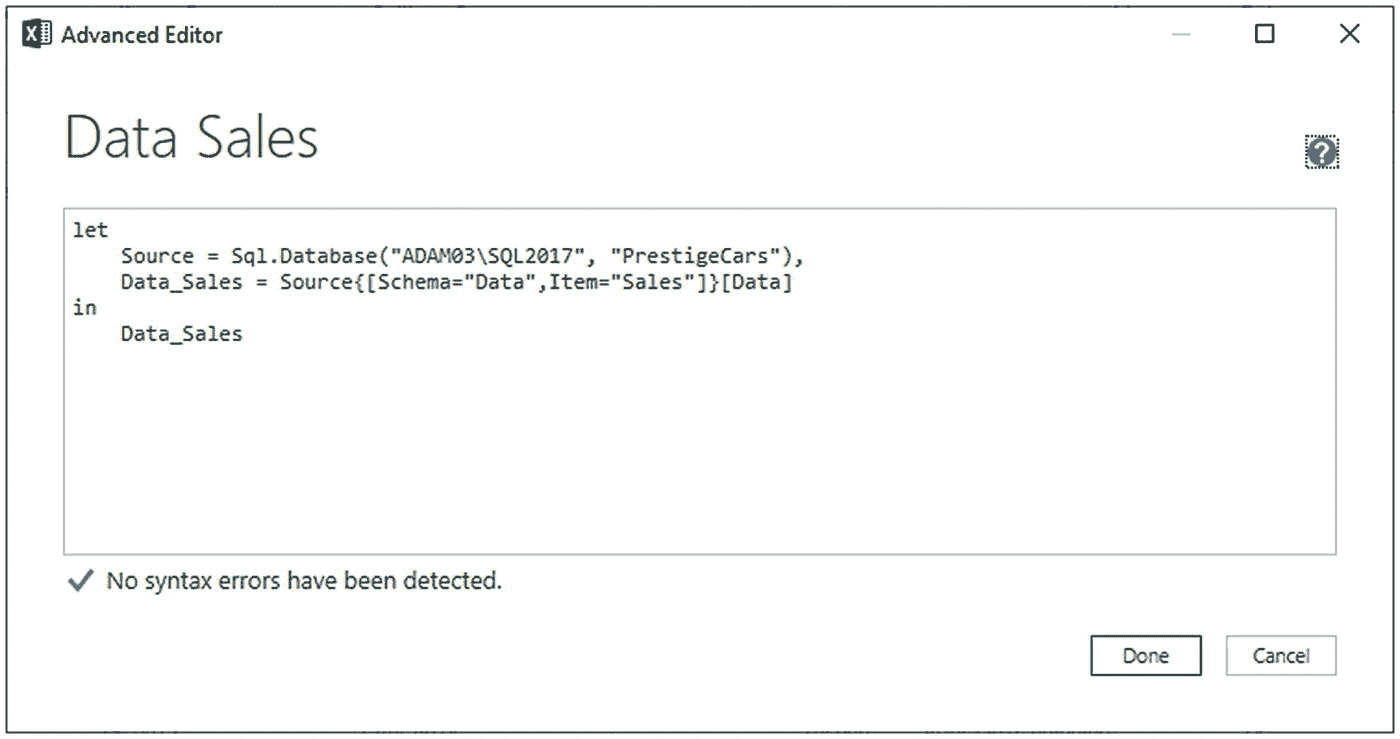 Advanced Editor
Data Sales
let
    Source = Sql.Database("ADAM03\SQL2017", "PrestigeCars"),
    Data_Sales = Source{[Schema="Data",Item="Sales"]}[Data]
in
    Data_Sales
No syntax errors have been detected.
Done Cancel